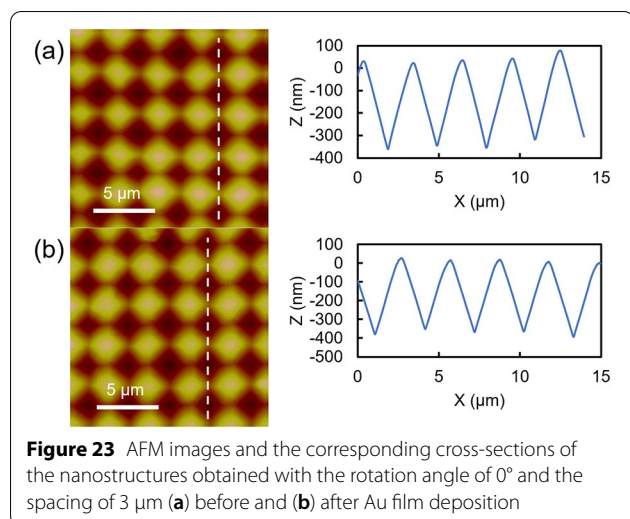 (a)
5 µm
Z (nm)
100
0
-100
-200
-300
-400
0
5
10
15
X (µm)
(b)
5 µm
Z (nm)
100
0
-100
-200
-300
-400
-500
0
5
10
15
X (µm)
Figure 23 AFM images and the corresponding cross-sections of
the nanostructures obtained with the rotation angle of 0° and the
spacing of 3 µm (a) before and (b) after Au film deposition